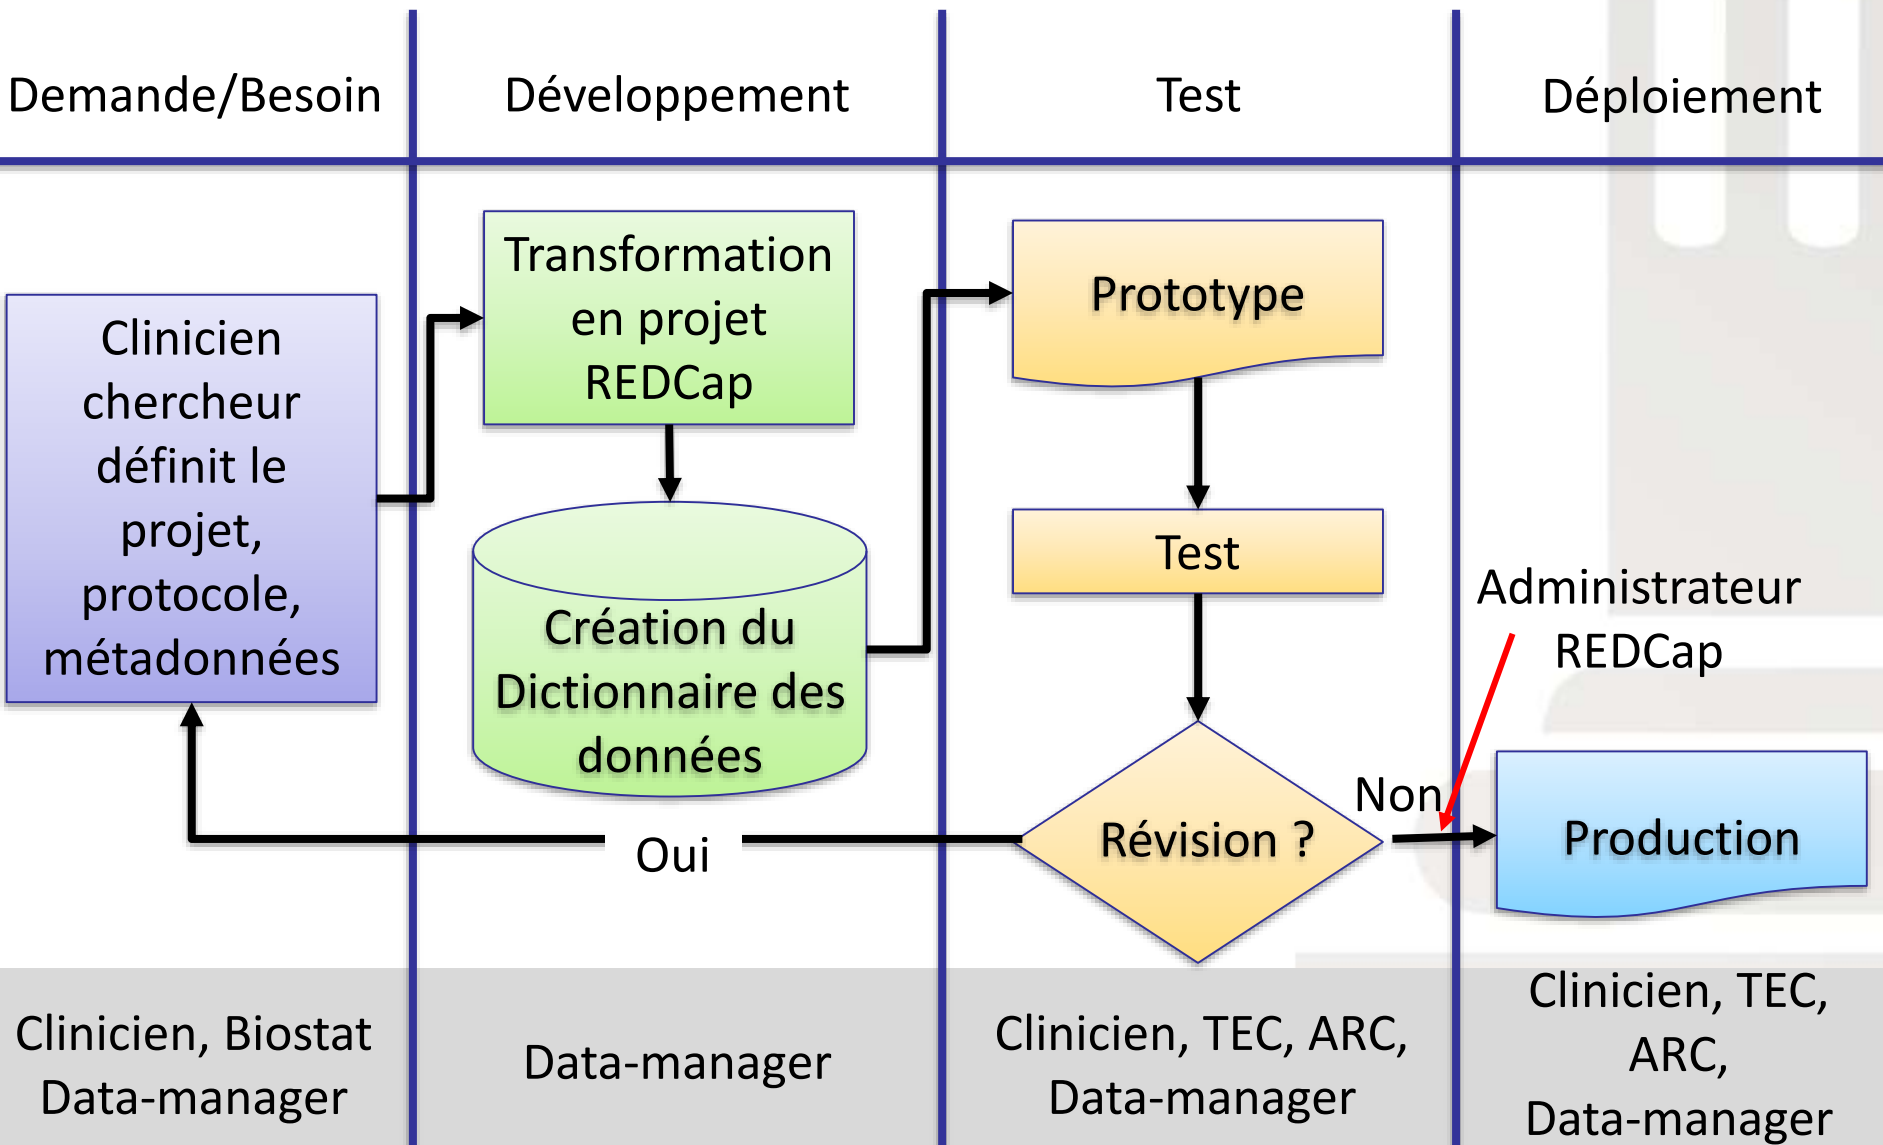 Demande/Besoin
Développement
Test
Déploiement
Clinicien
chercheur
définit le
projet,
protocole,
métadonnées
Transformation
en projet
REDCap
Création du
Dictionnaire des
données
Prototype
Test
Révision ?
Oui
Non
Administrateur
REDCap
Production
Clinicien, Biostat
Data-manager
Data-manager
Clinicien, TEC, ARC,
Data-manager
Clinicien, TEC,
ARC,
Data-manager